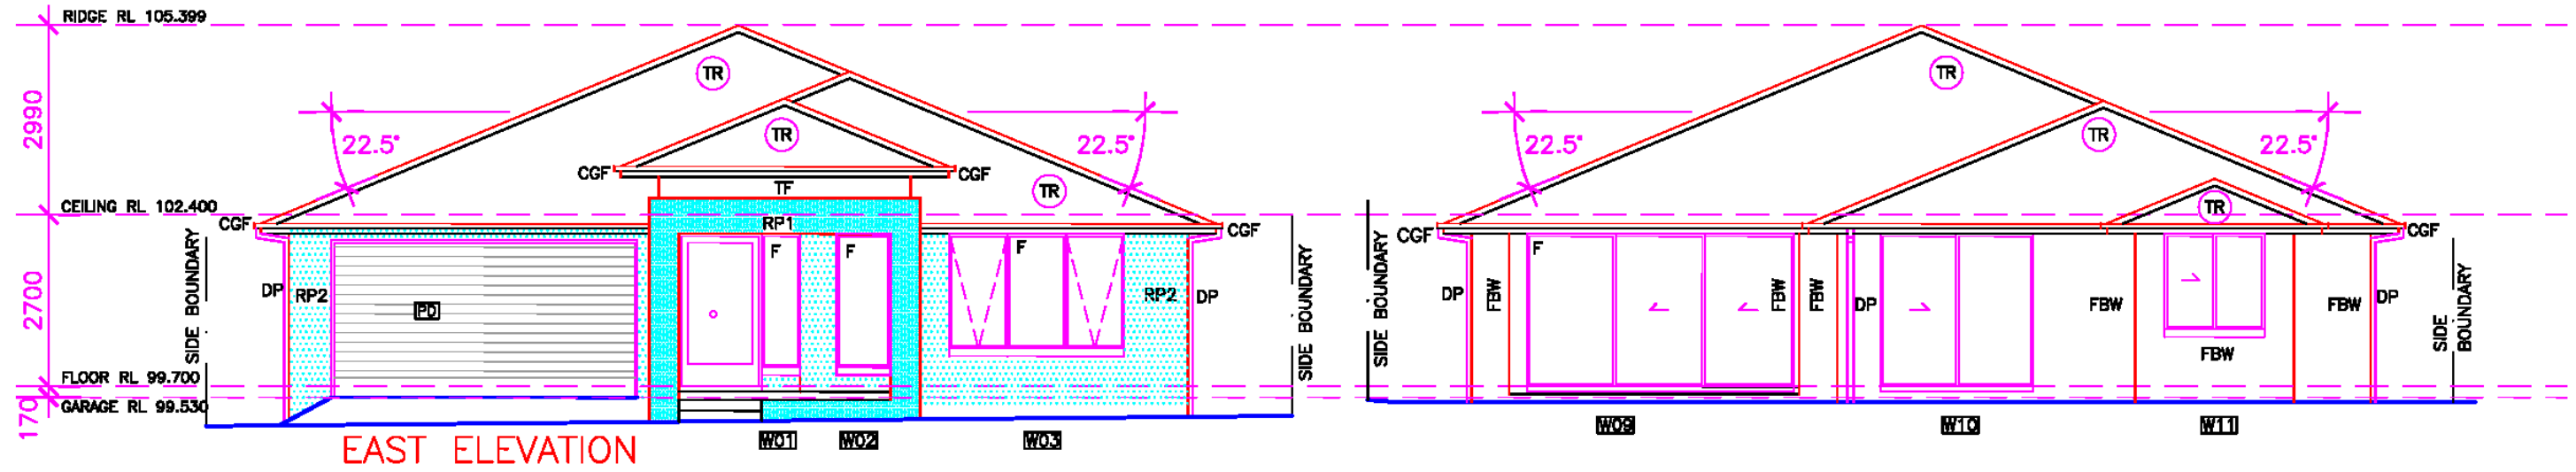 RIDGE RL 105.399
TR
TR
2990
22.5°
22.5°
22.5°
22.5°
TR
TR
CGF
CGF
TF
TR
CEILING RL 102.400
TR
CGF
RP1
CGF
CGF
CGF
F
F
F
F
SIDE BOUNDARY
DP
RP2
PD
RP2
DP
SIDE BOUNDARY
SIDE BOUNDARY
DP
FBW
FBW
FBW
DP
FBW
FBW
FBW
DP
SIDE
BOUNDARY
2700
FLOOR RL 99.700
GARAGE RL 99.530
170
EAST ELEVATION
W01
W02
W03
W09
W10
W11